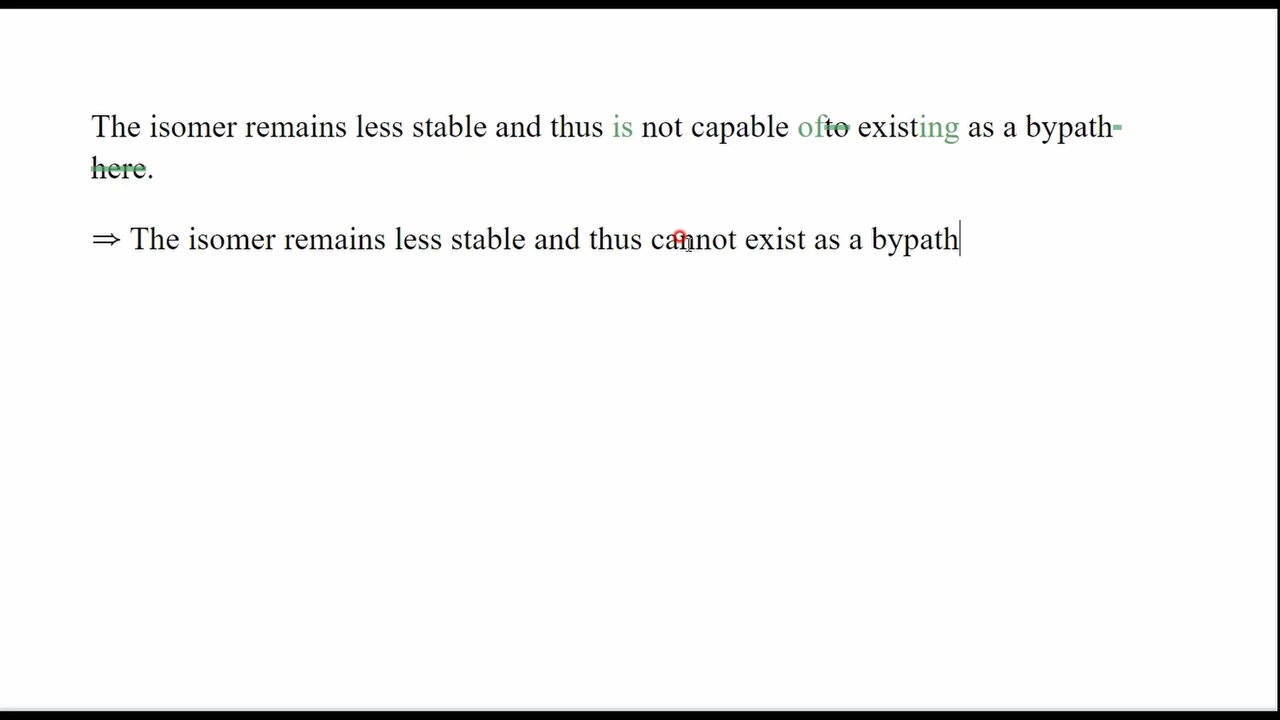 The isomer remains less stable and thus is not capable ofto existing as a bypath
here.
⇒ The isomer remains less stable and thus cannot exist as a bypath